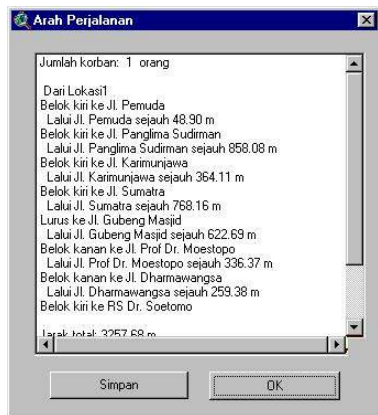 Arah Perjalanan
Jumlah korban: 1 orang
Dari Lokasi1
Belok kiri ke Jl. Pemuda
Lalui Jl. Pemuda sejauh 48.90 m
Belok kiri ke Jl. Panglima Sudirman
Lalui Jl. Panglima Sudirman sejauh 858.08 m
Belok kiri ke Jl. Karimunjawa
Lalui Jl. Karimunjawa sejauh 364.11 m
Belok kiri ke Jl. Sumatra
Lalui Jl. Sumatra sejauh 768.16 m
Lurus ke Jl. Gubeng Masjid
Lalui Jl. Gubeng Masjid sejauh 622.69 m
Belok kanan ke Jl. Prof Dr. Moestopo
Lalui Jl. Prof Dr. Moestopo sejauh 336.37 m
Belok kanan ke Jl. Dharmawangsa
Lalui Jl. Dharmawangsa sejauh 259.38 m
Belok kiri ke RS Dr. Soetomo
Jarak total: 3257.68 m
Simpan
OK